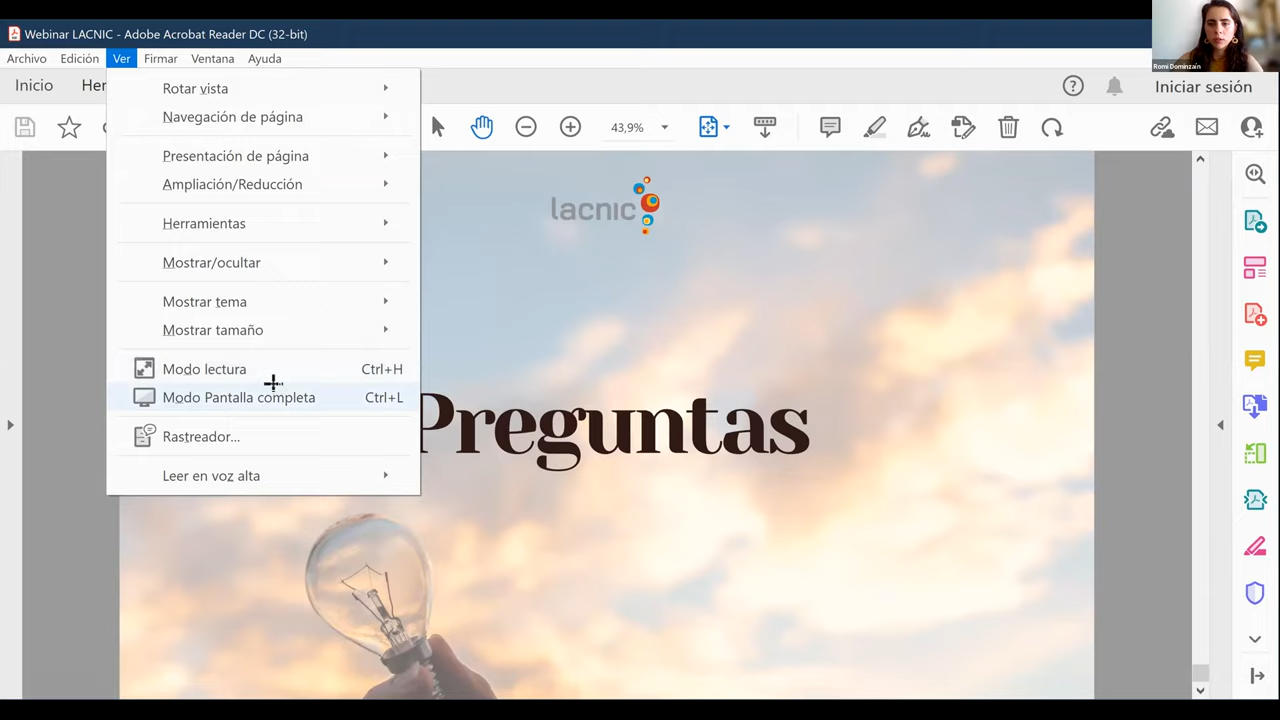 Webinar LACNIC - Adobe Acrobat Reader DC (32-bit)
Romi Dominzain
Archivo Edición Ver Firmar Ventana Ayuda
Inicio Her
Iniciar sesión
43,9%
Rotar vista
Navegación de página
Presentación de página
Ampliación/Reducción
Herramientas
Mostrar/ocultar
Mostrar tema
Mostrar tamaño
Modo lectura Ctrl+H
Modo Pantalla completa Ctrl+L
Rastreador...
Leer en voz alta
lacnic
Preguntas